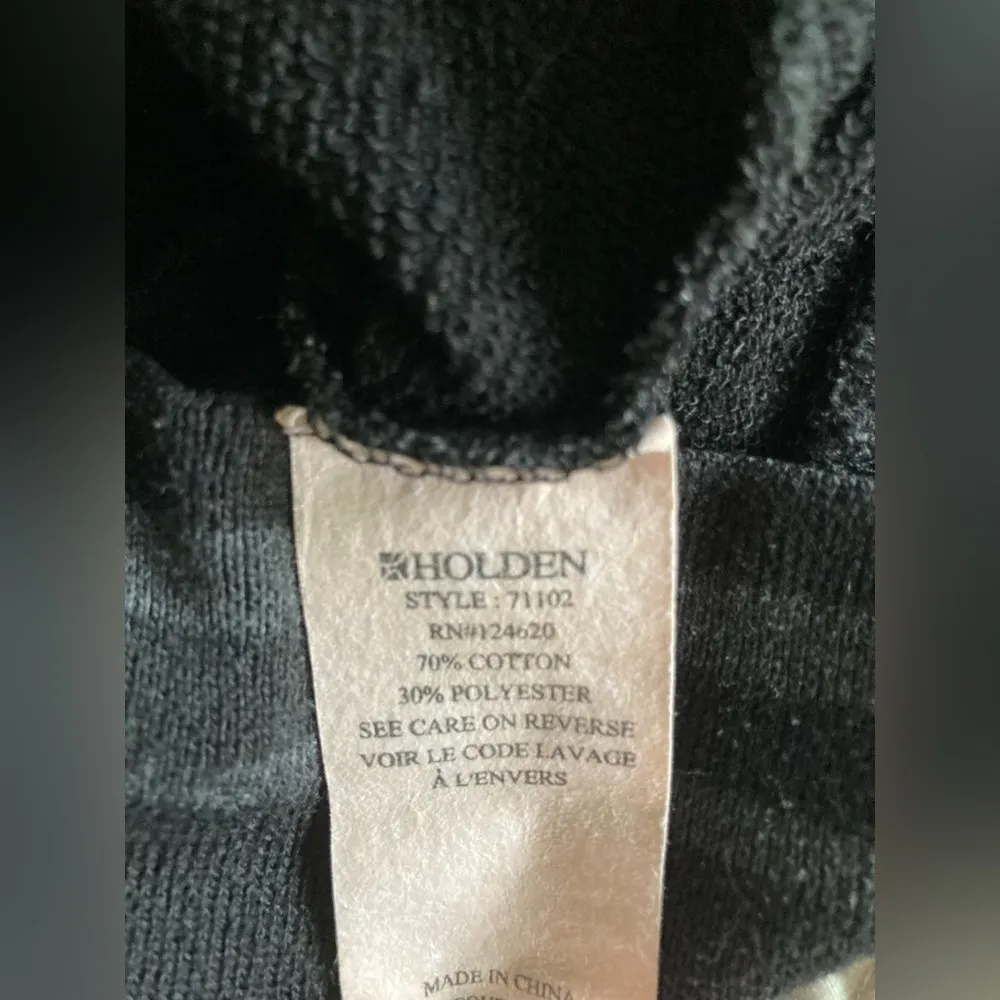 HOLDEN
STYLE : 71102
RN#124620
70% COTTON
30% POLYESTER
SEE CARE ON REVERSE
VOIR LE CODE LAVAGE
À L'ENVERS
MADE IN CHINA